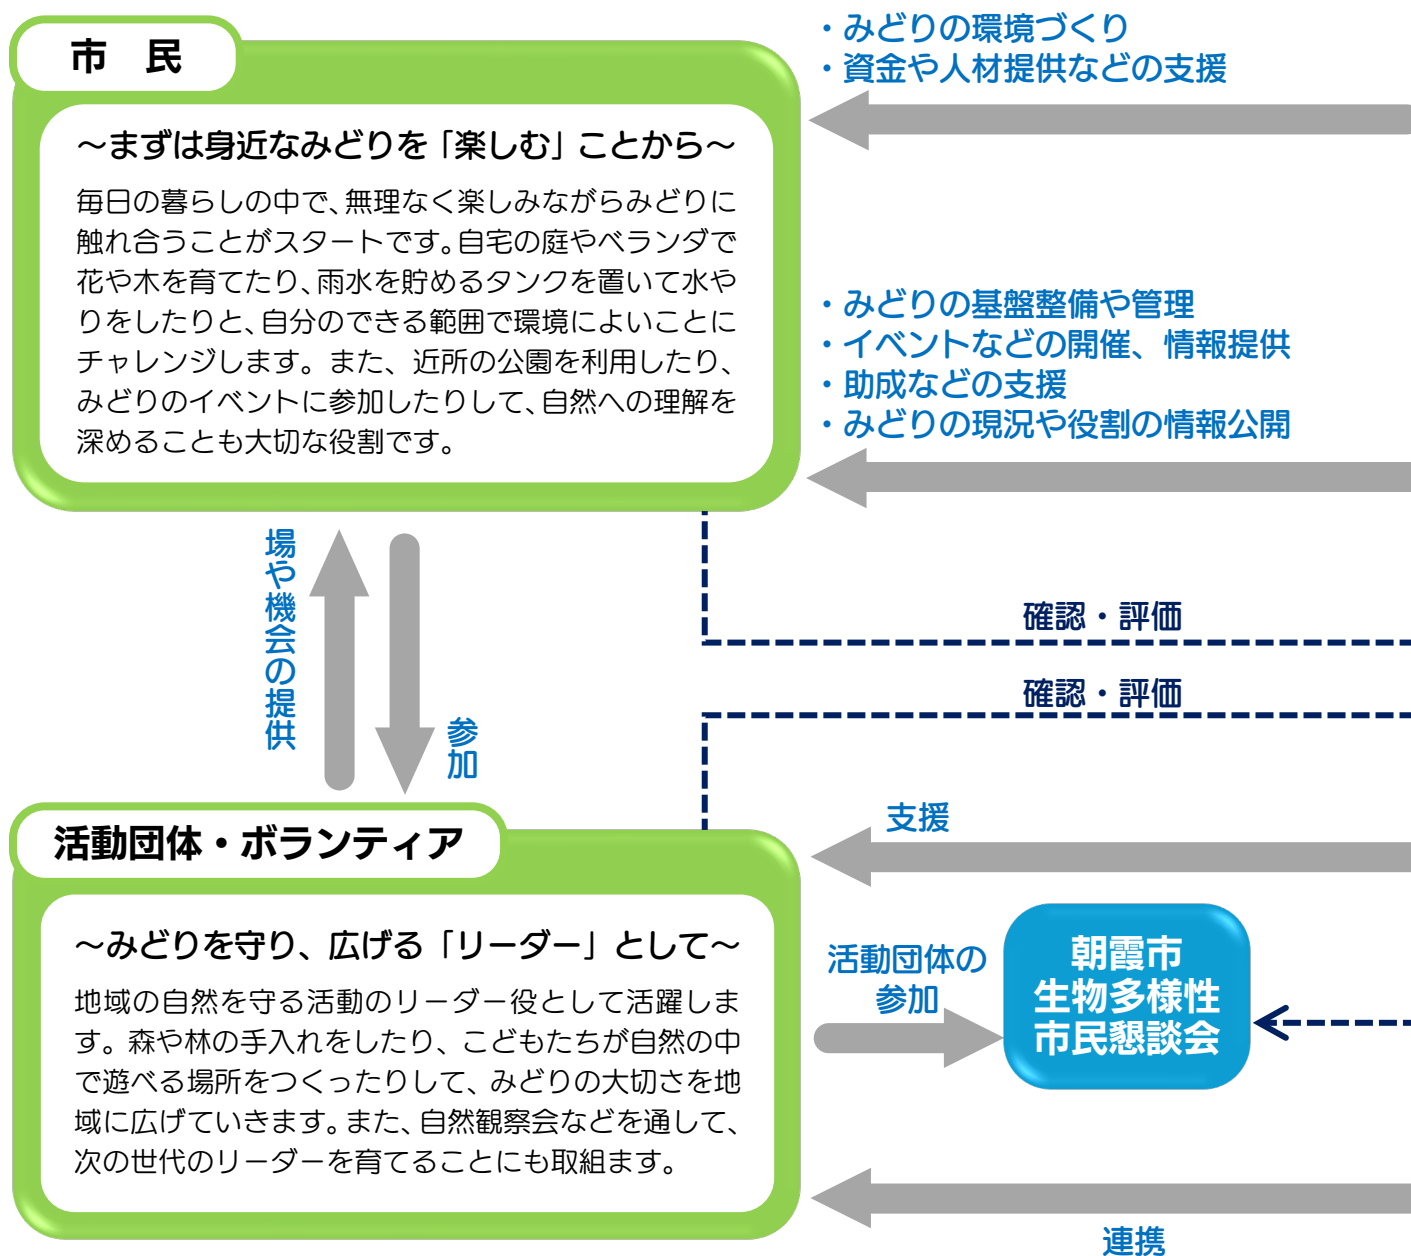 市　民
～まずは身近なみどりを「楽しむ」ことから～
毎日の暮らしの中で、無理なく楽しみながらみどりに
触れ合うことがスタートです。自宅の庭やベランダで
花や木を育てたり、雨水を貯めるタンクを置いて水や
りをしたりと、自分のできる範囲で環境によいことに
チャレンジします。また、近所の公園を利用したり、
みどりのイベントに参加したりして、自然への理解を
深めることも大切な役割です。
・みどりの環境づくり
・資金や人材提供などの支援
・みどりの基盤整備や管理
・イベントなどの開催、情報提供
・助成などの支援
・みどりの現況や役割の情報公開
場や機会の提供
参加
確認・評価
確認・評価
活動団体・ボランティア
～みどりを守り、広げる「リーダー」として～
地域の自然を守る活動のリーダー役として活躍しま
す。森や林の手入れをしたり、こどもたちが自然の中
で遊べる場所をつくったりして、みどりの大切さを地
域に広げていきます。また、自然観察会などを通して、
次の世代のリーダーを育てることにも取組ます。
支援
活動団体の
参加
朝霞市
生物多様性
市民懇談会
連携